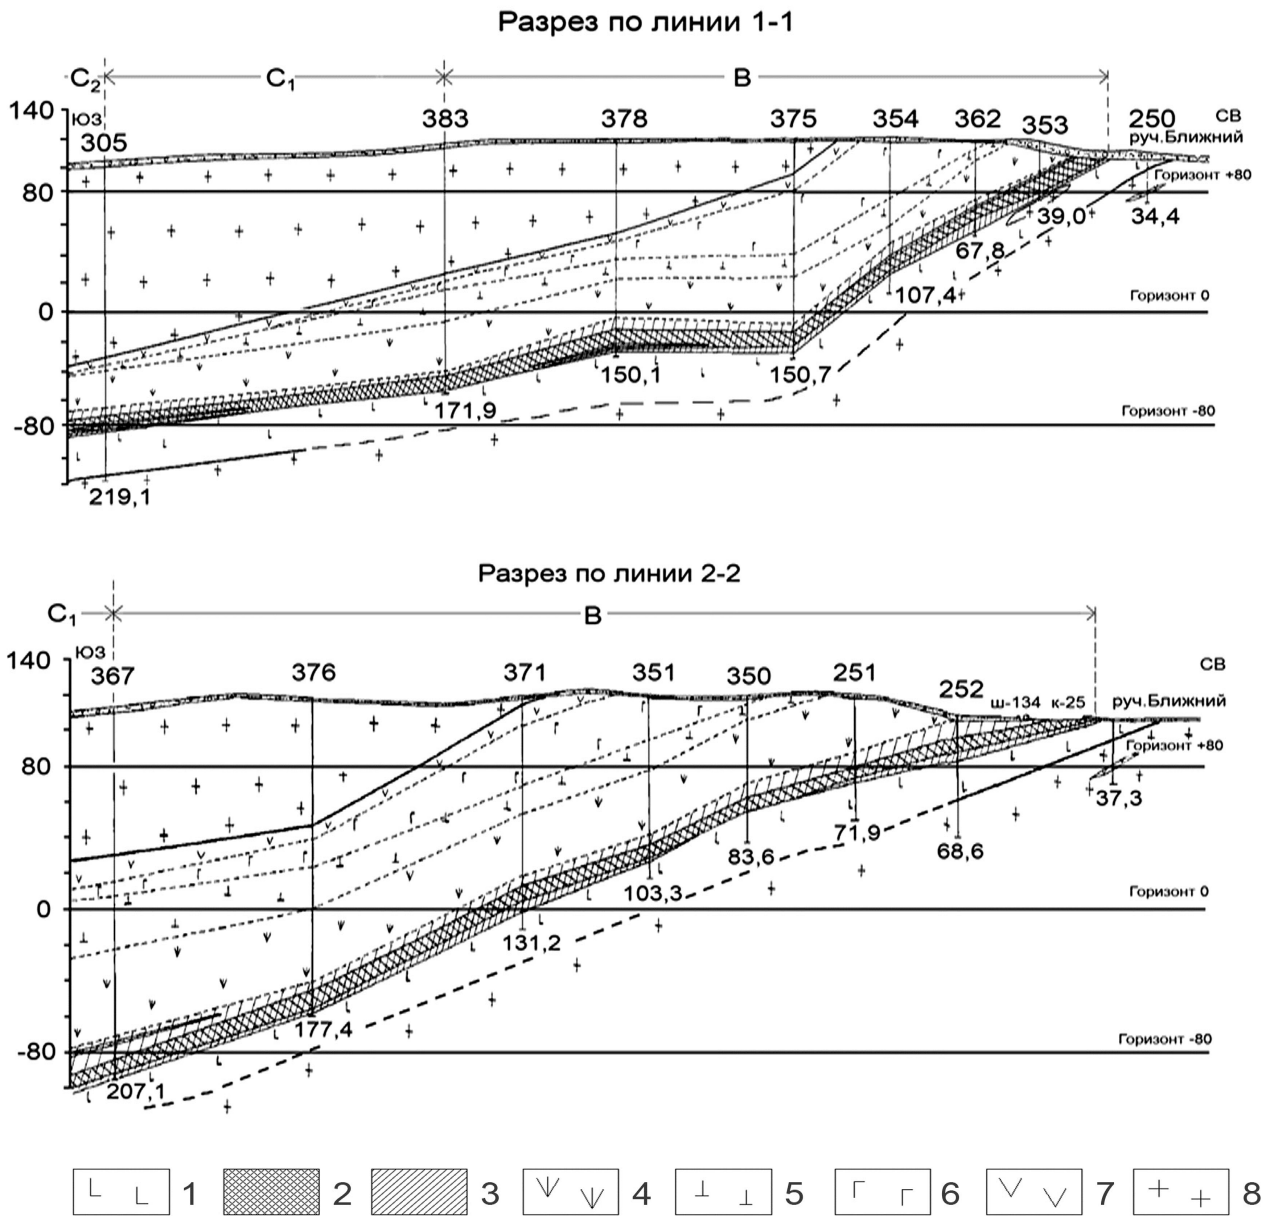 Разрез по линии 1-1
C₂ C₁ B
140 ЮЗ СВ
305 383 378 375 354 362 353 250
руч.Ближний
Горизонт +80
80
39,0 34,4
67,8
107,4
Горизонт 0
0
150,1 150,7
171,9
Горизонт -80
-80
219,1
Разрез по линии 2-2
C₁ B
140 ЮЗ СВ
367 376 371 351 350 251 252
ш-134 к-25 руч.Ближний
Горизонт +80
80
37,3
71,9
83,6 68,6
103,3
Горизонт 0
0
131,2
177,4
Горизонт -80
-80
207,1
1 2 3 4 5 6 7 8